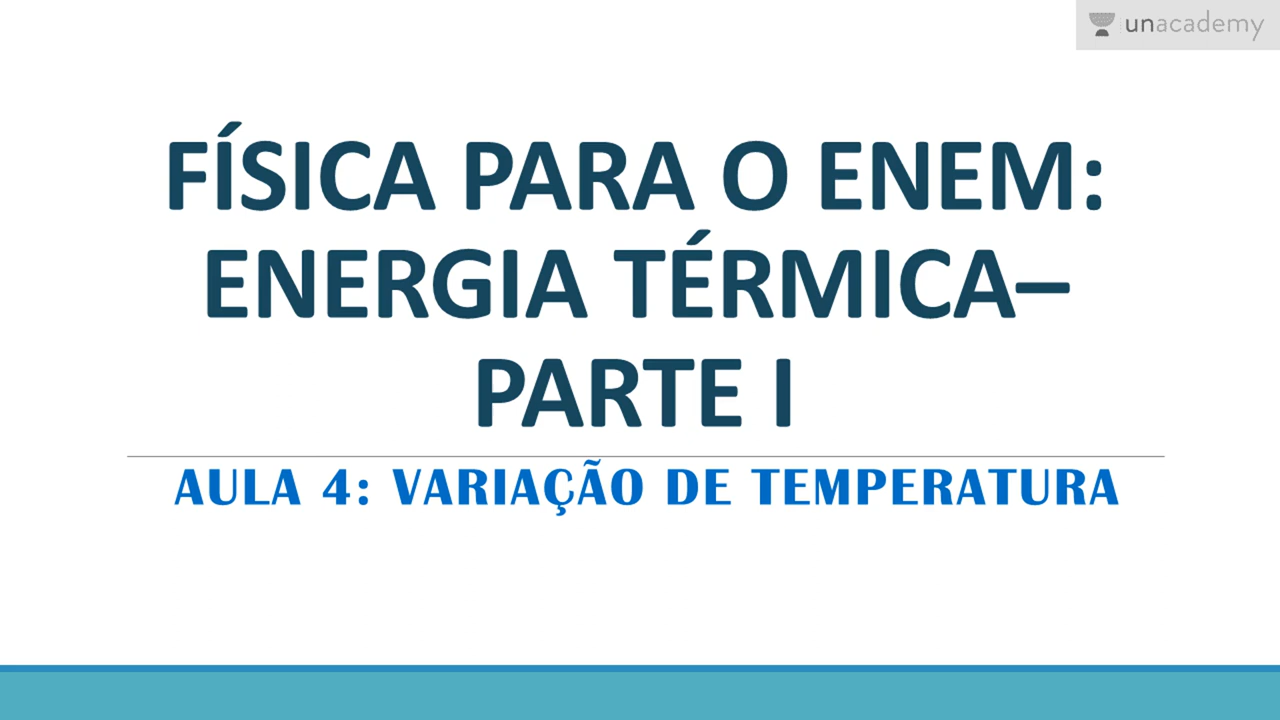 unacademy
FÍSICA PARA O ENEM:
ENERGIA TÉRMICA–
PARTE I
AULA 4: VARIAÇÃO DE TEMPERATURA